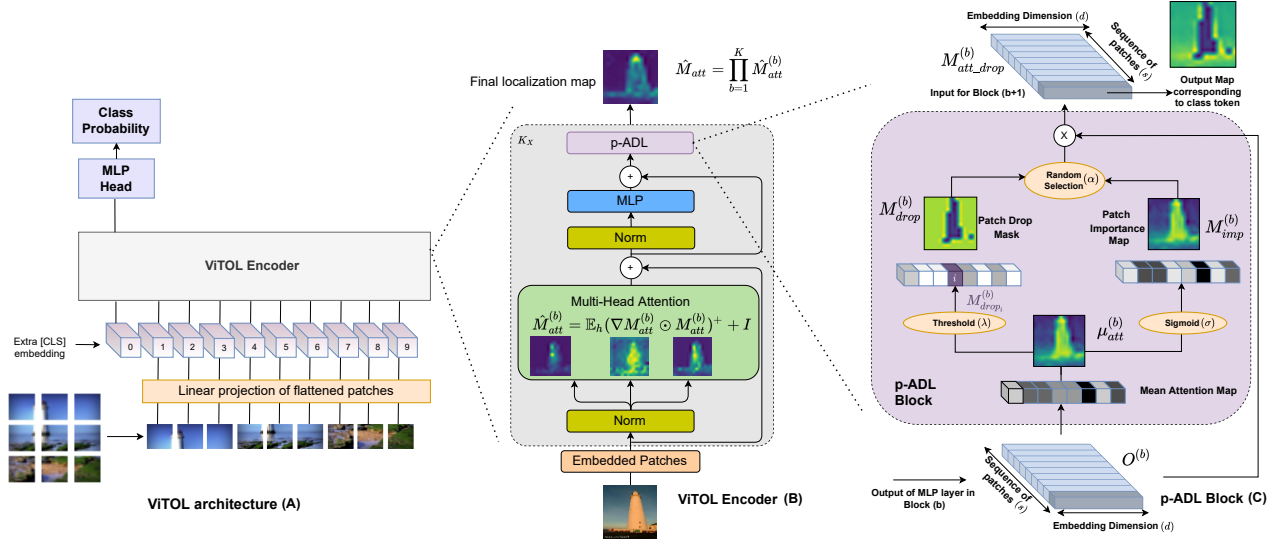 Class
Probability
MLP
Head
ViTOL Encoder
Extra [CLS]
embedding
0 1 2 3 4 5 6 7 8 9
Linear projection of flattened patches
ViTOL architecture (A)
Final localization map
$\hat{M}_{att} = \prod_{b=1}^{K} \hat{M}_{att}^{(b)}$
K_X
p-ADL
+
MLP
Norm
+
Multi-Head Attention
$\hat{M}_{att}^{(b)} = \mathbb{E}_h(\nabla M_{att}^{(b)} \odot M_{att}^{(b)})^+ + I$
Norm
Embedded Patches
ViTOL Encoder (B)
Embedding Dimension (d)
Sequence of
patches (s)
$M_{att\_drop}^{(b)}$
Input for Block (b+1)
Output Map
corresponding
to class token
X
Random
Selection (α)
$M_{drop}^{(b)}$
Patch Drop
Mask
Patch
Importance
Map
$M_{imp}^{(b)}$
i
$M_{drop_i}^{(b)}$
Threshold (λ)
$\mu_{att}^{(b)}$
Sigmoid (σ)
p-ADL
Block
Mean Attention Map
$O^{(b)}$
Sequence of
patches (s)
Output of MLP layer in
Block (b)
Embedding Dimension (d)
p-ADL Block (C)